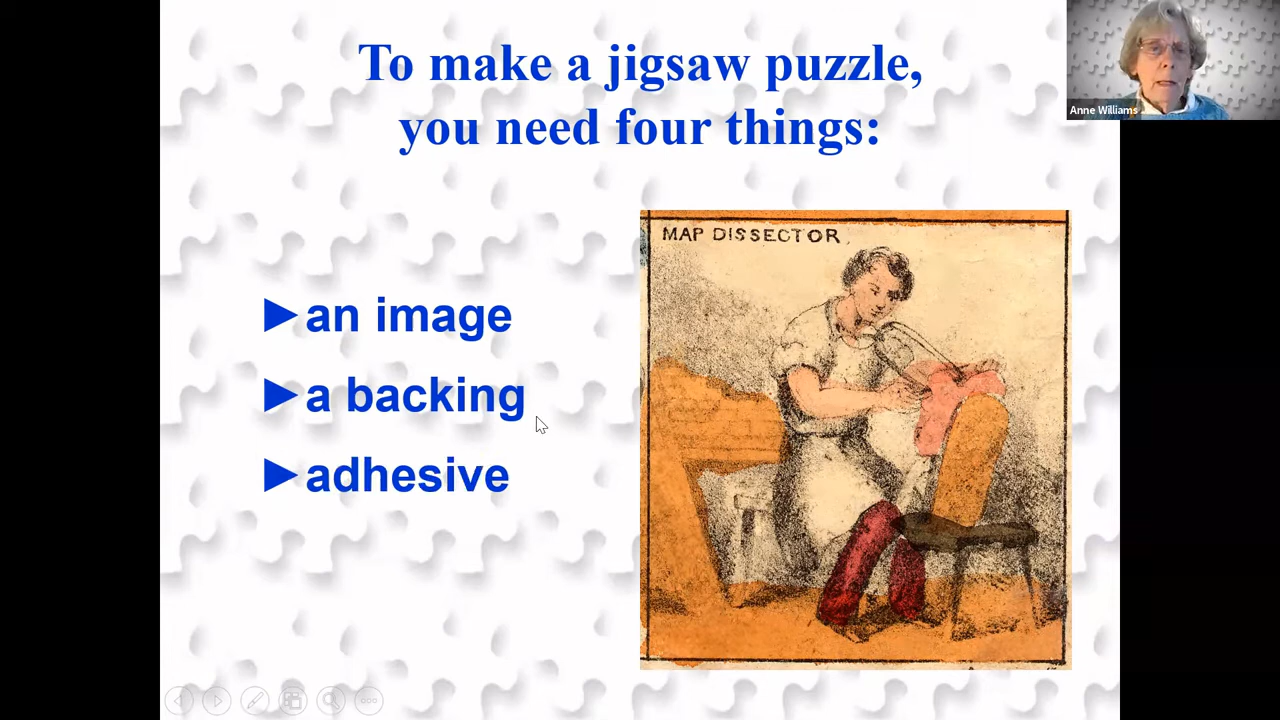 To make a jigsaw puzzle,
you need four things:
►an image
►a backing
►adhesive
MAP DISSECTOR
Anne Williams